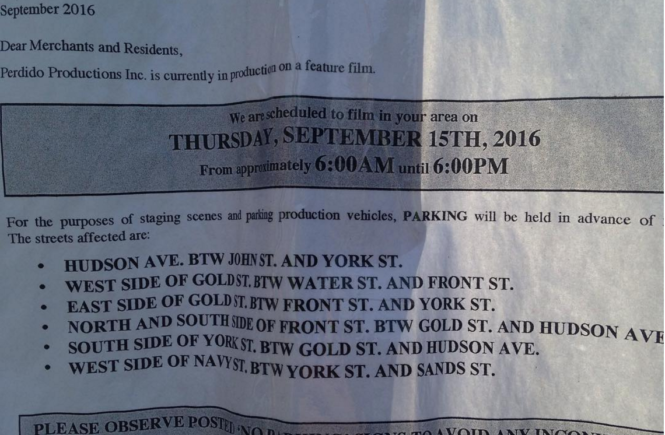 September 2016
Dear Merchants and Residents,
Perdido Productions Inc. is currently in production on a feature film.
We are scheduled to film in your area on
THURSDAY, SEPTEMBER 15TH, 2016
From approximately 6:00AM until 6:00PM
For the purposes of staging scenes and parking production vehicles, PARKING will be held in advance of
The streets affected are:
• HUDSON AVE. BTW JOHN ST. AND YORK ST.
• WEST SIDE OF GOLD ST. BTW WATER ST. AND FRONT ST.
• EAST SIDE OF GOLD ST. BTW FRONT ST. AND YORK ST.
• NORTH AND SOUTH SIDE OF FRONT ST. BTW GOLD ST. AND HUDSON AVE
• SOUTH SIDE OF YORK ST. BTW GOLD ST. AND HUDSON AVE.
• WEST SIDE OF NAVY ST. BTW YORK ST. AND SANDS ST.
PLEASE OBSERVE POSTED NO TO AVOID ANY